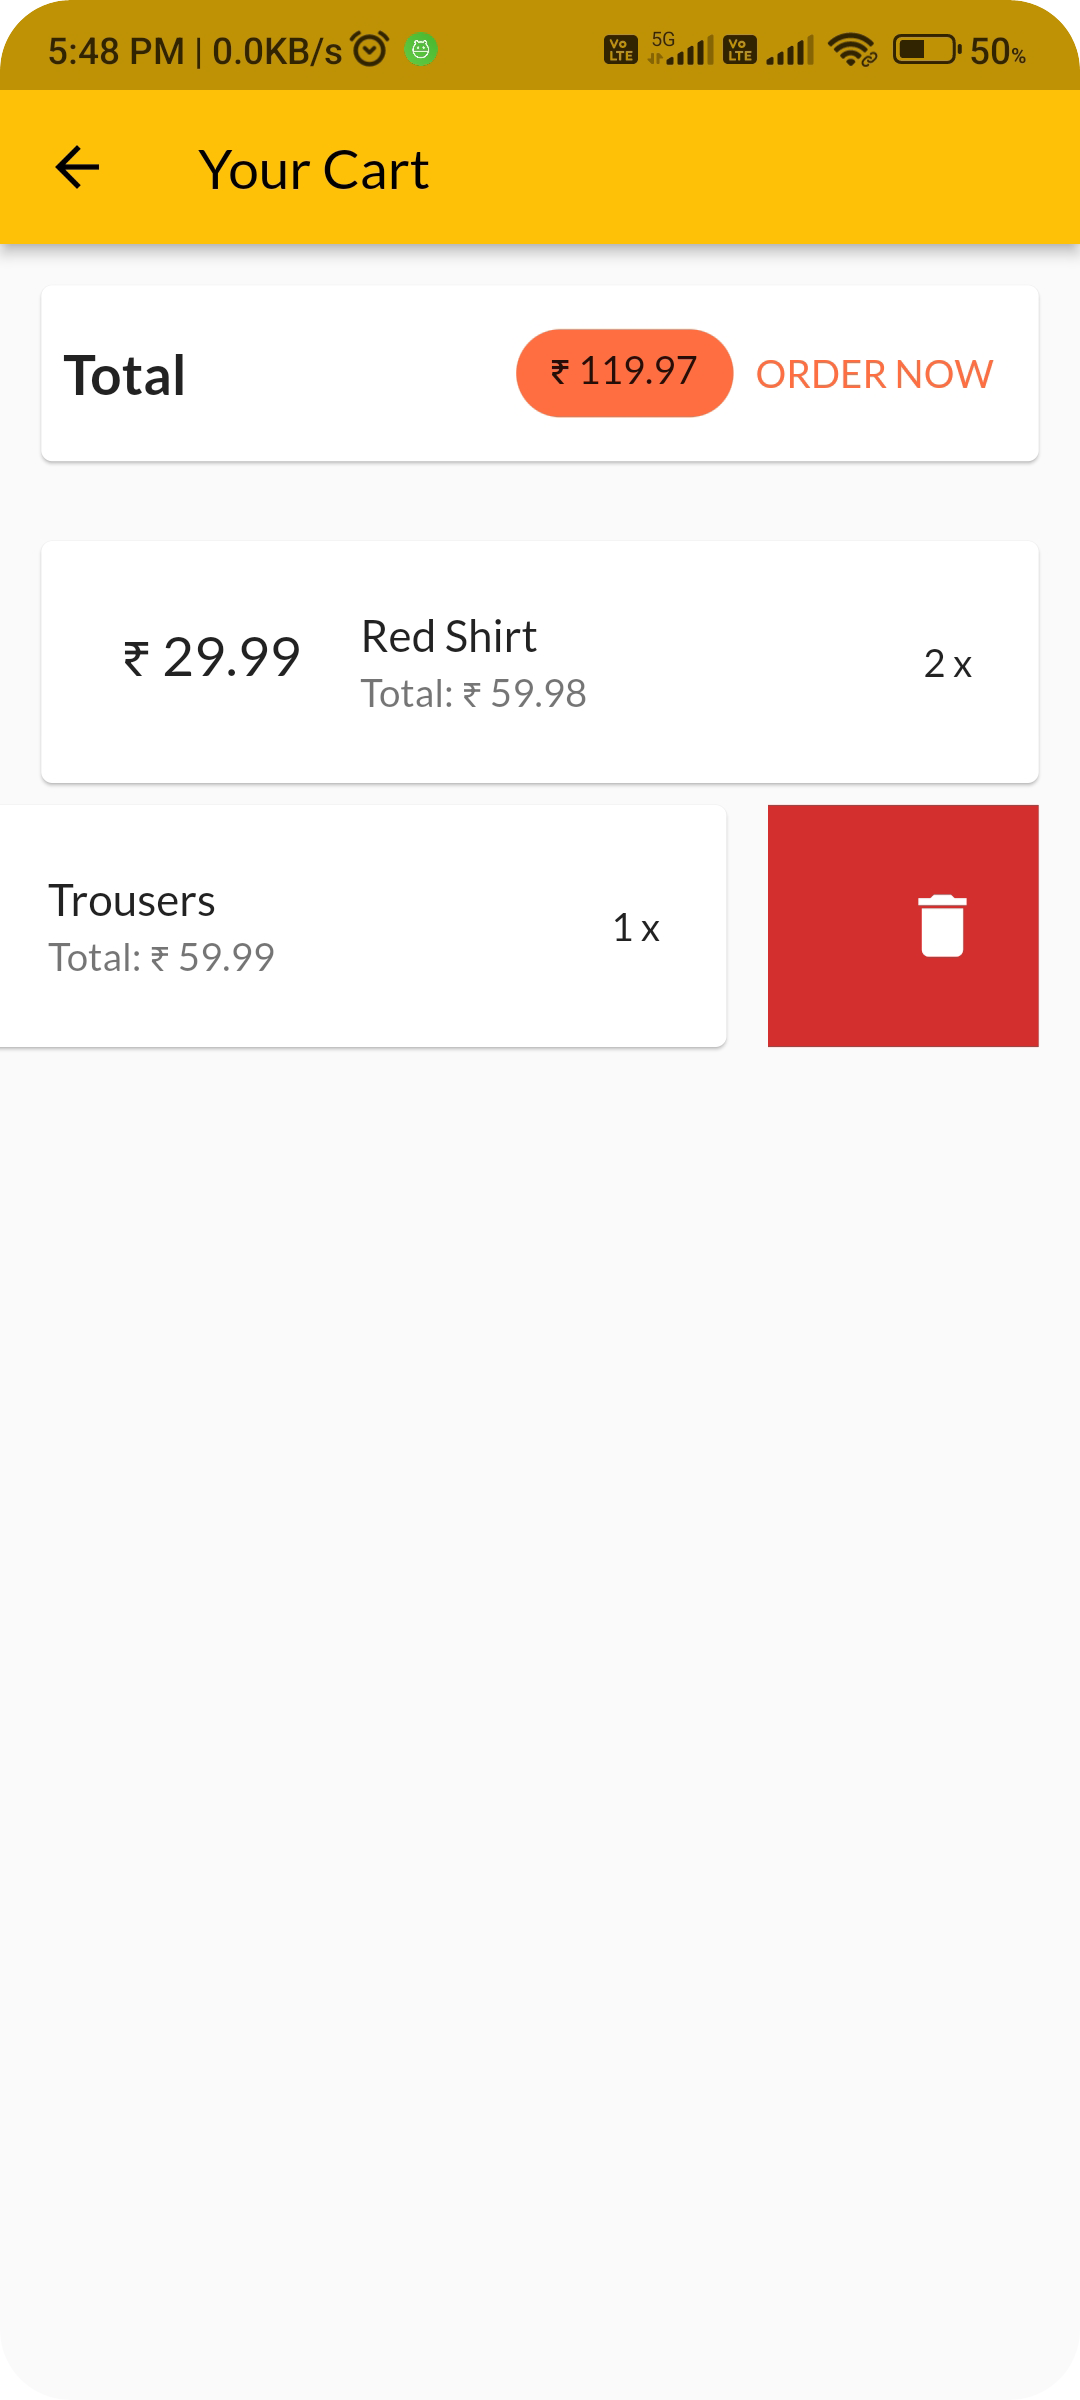 5:48 PM | 0.0KB/s
Vo LTE 5G Vo LTE 50%
Your Cart
Total ₹ 119.97 ORDER NOW
₹ 29.99
Red Shirt
Total: ₹ 59.98
2 x
Trousers
Total: ₹ 59.99
1 x